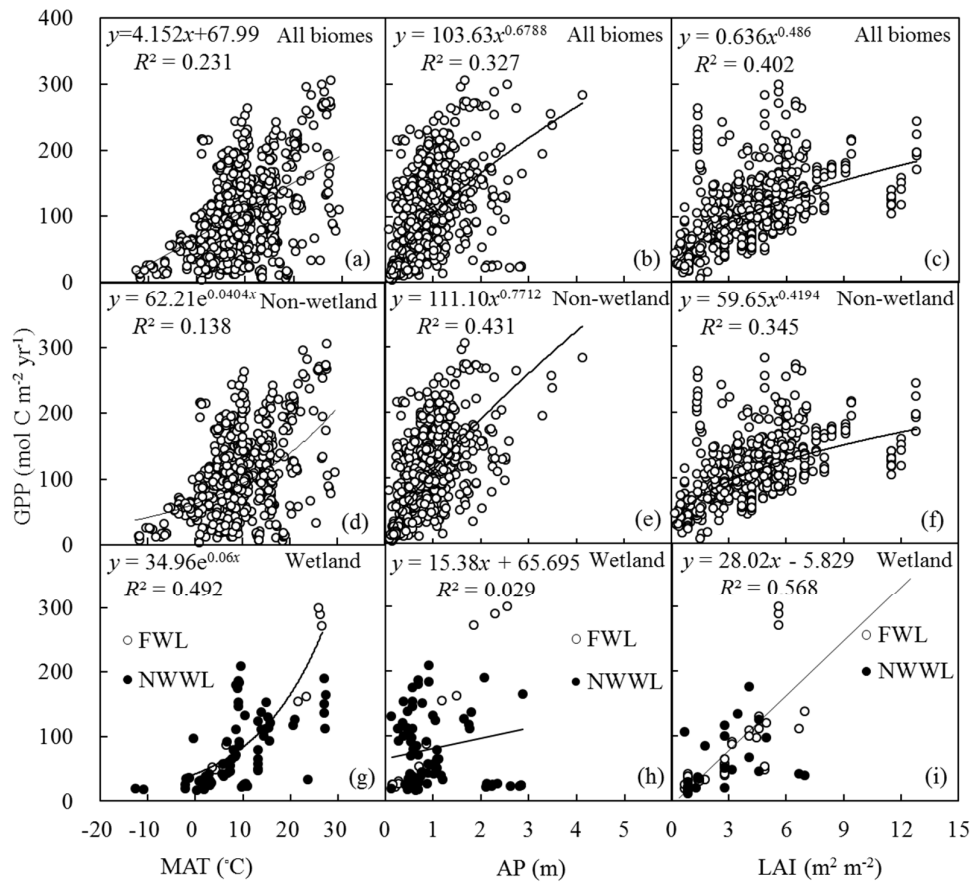 y=4.152x+67.99 All biomes
R² = 0.231
y = 103.63x^0.6788 All biomes
R² = 0.327
y = 0.636x^0.486 All biomes
R² = 0.402
400
300
200
100
0
(a)
(b)
(c)
y = 62.21e^0.0404x Non-wetland
R² = 0.138
y = 111.10x^0.7712 Non-wetland
R² = 0.431
y = 59.65x^0.4194 Non-wetland
R² = 0.345
GPP (mol C m⁻² yr⁻¹)
300
200
100
0
(d)
(e)
(f)
y = 34.96e^0.06x Wetland
R² = 0.492
y = 15.38x + 65.695
R² = 0.029 Wetland
y = 28.02x - 5.829
R² = 0.568 Wetland
300
200
100
0
FWL
NWWL
(g)
FWL
NWWL
(h)
FWL
NWWL
(i)
-20 -10 0 10 20 30
0 1 2 3 4 5
0 3 6 9 12 15
MAT (°C)
AP (m)
LAI (m² m⁻²)